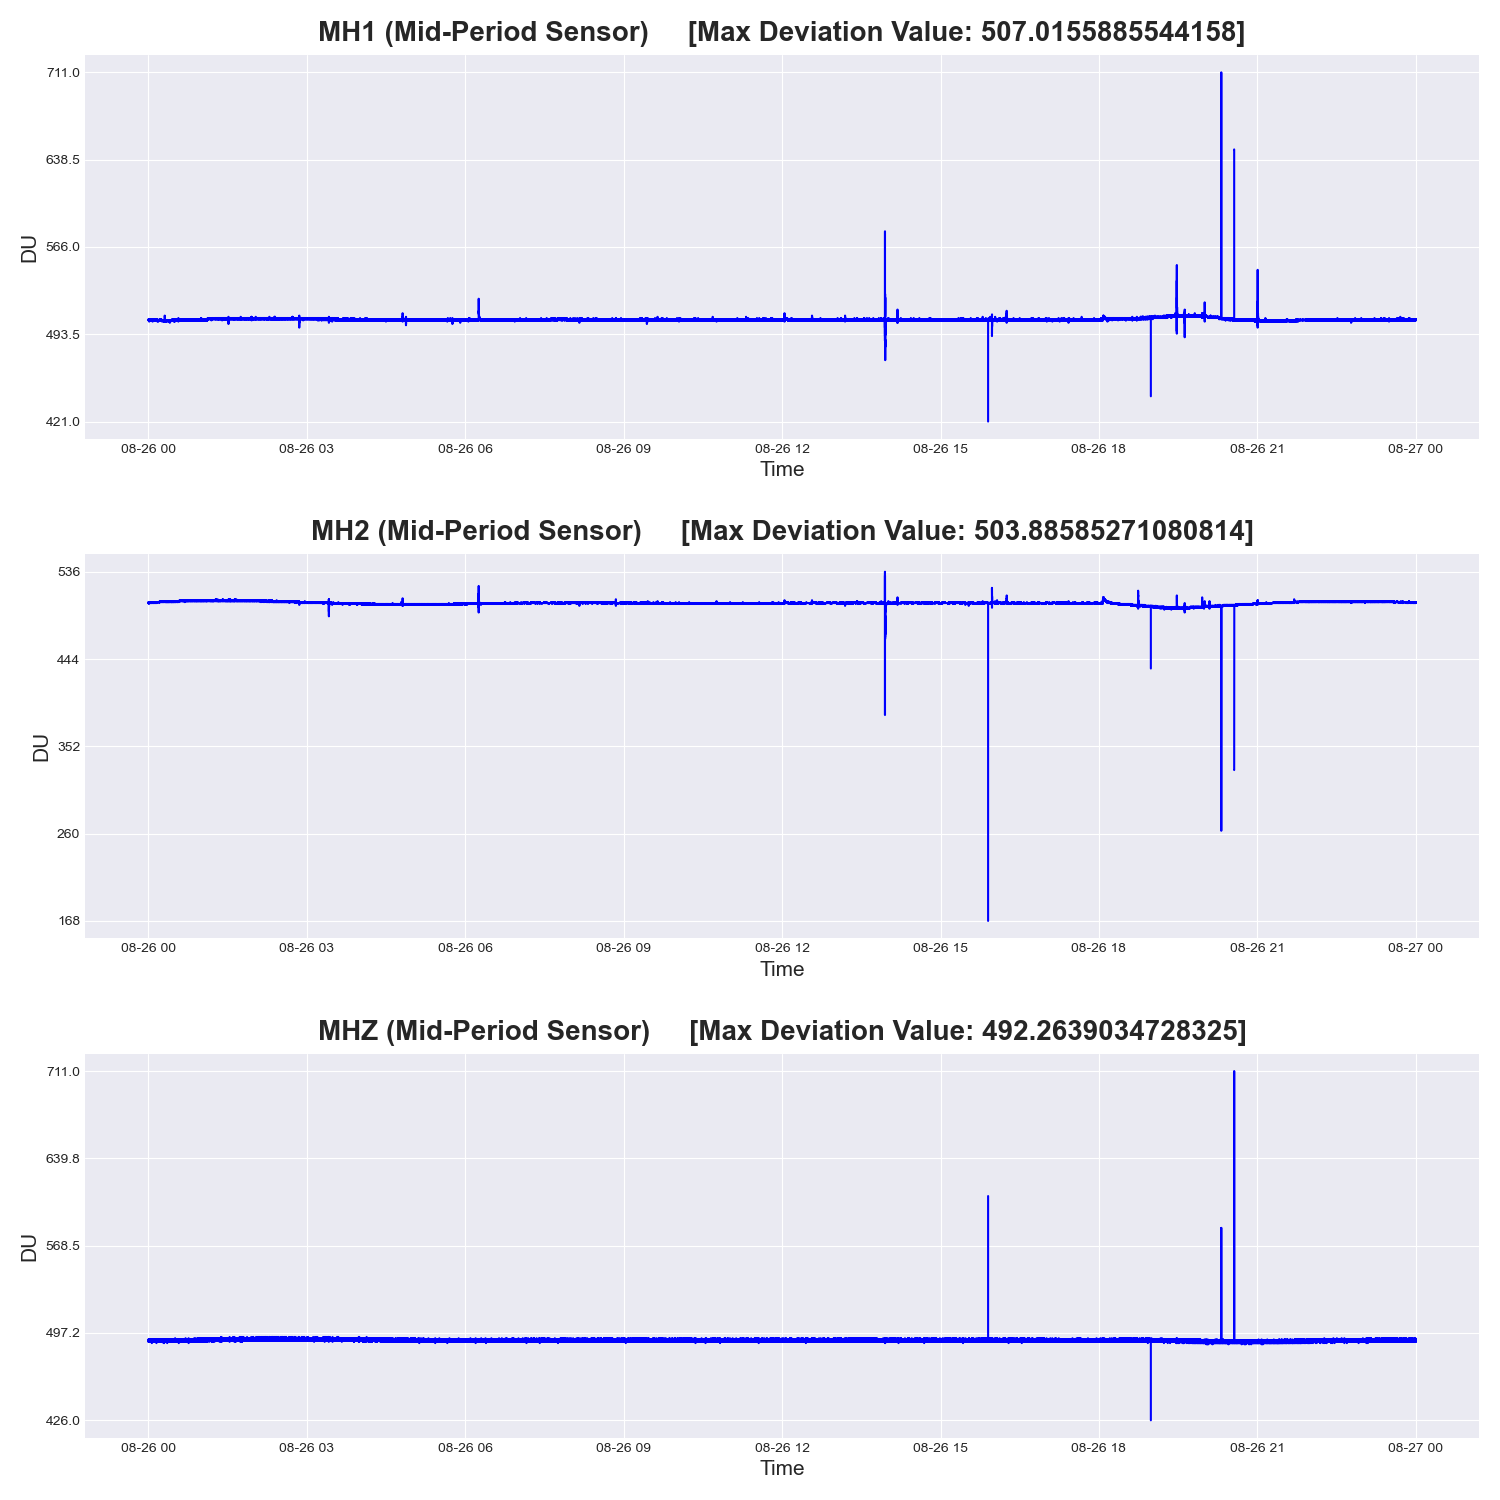 MH1 (Mid-Period Sensor)     [Max Deviation Value: 507.0155885544158]
711.0
638.5
566.0
493.5
421.0
DU
08-26 00 08-26 03 08-26 06 08-26 09 08-26 12 08-26 15 08-26 18 08-26 21 08-27 00
Time
MH2 (Mid-Period Sensor)     [Max Deviation Value: 503.88585271080814]
536
444
352
260
168
DU
08-26 00 08-26 03 08-26 06 08-26 09 08-26 12 08-26 15 08-26 18 08-26 21 08-27 00
Time
MHZ (Mid-Period Sensor)     [Max Deviation Value: 492.2639034728325]
711.0
639.8
568.5
497.2
426.0
DU
08-26 00 08-26 03 08-26 06 08-26 09 08-26 12 08-26 15 08-26 18 08-26 21 08-27 00
Time